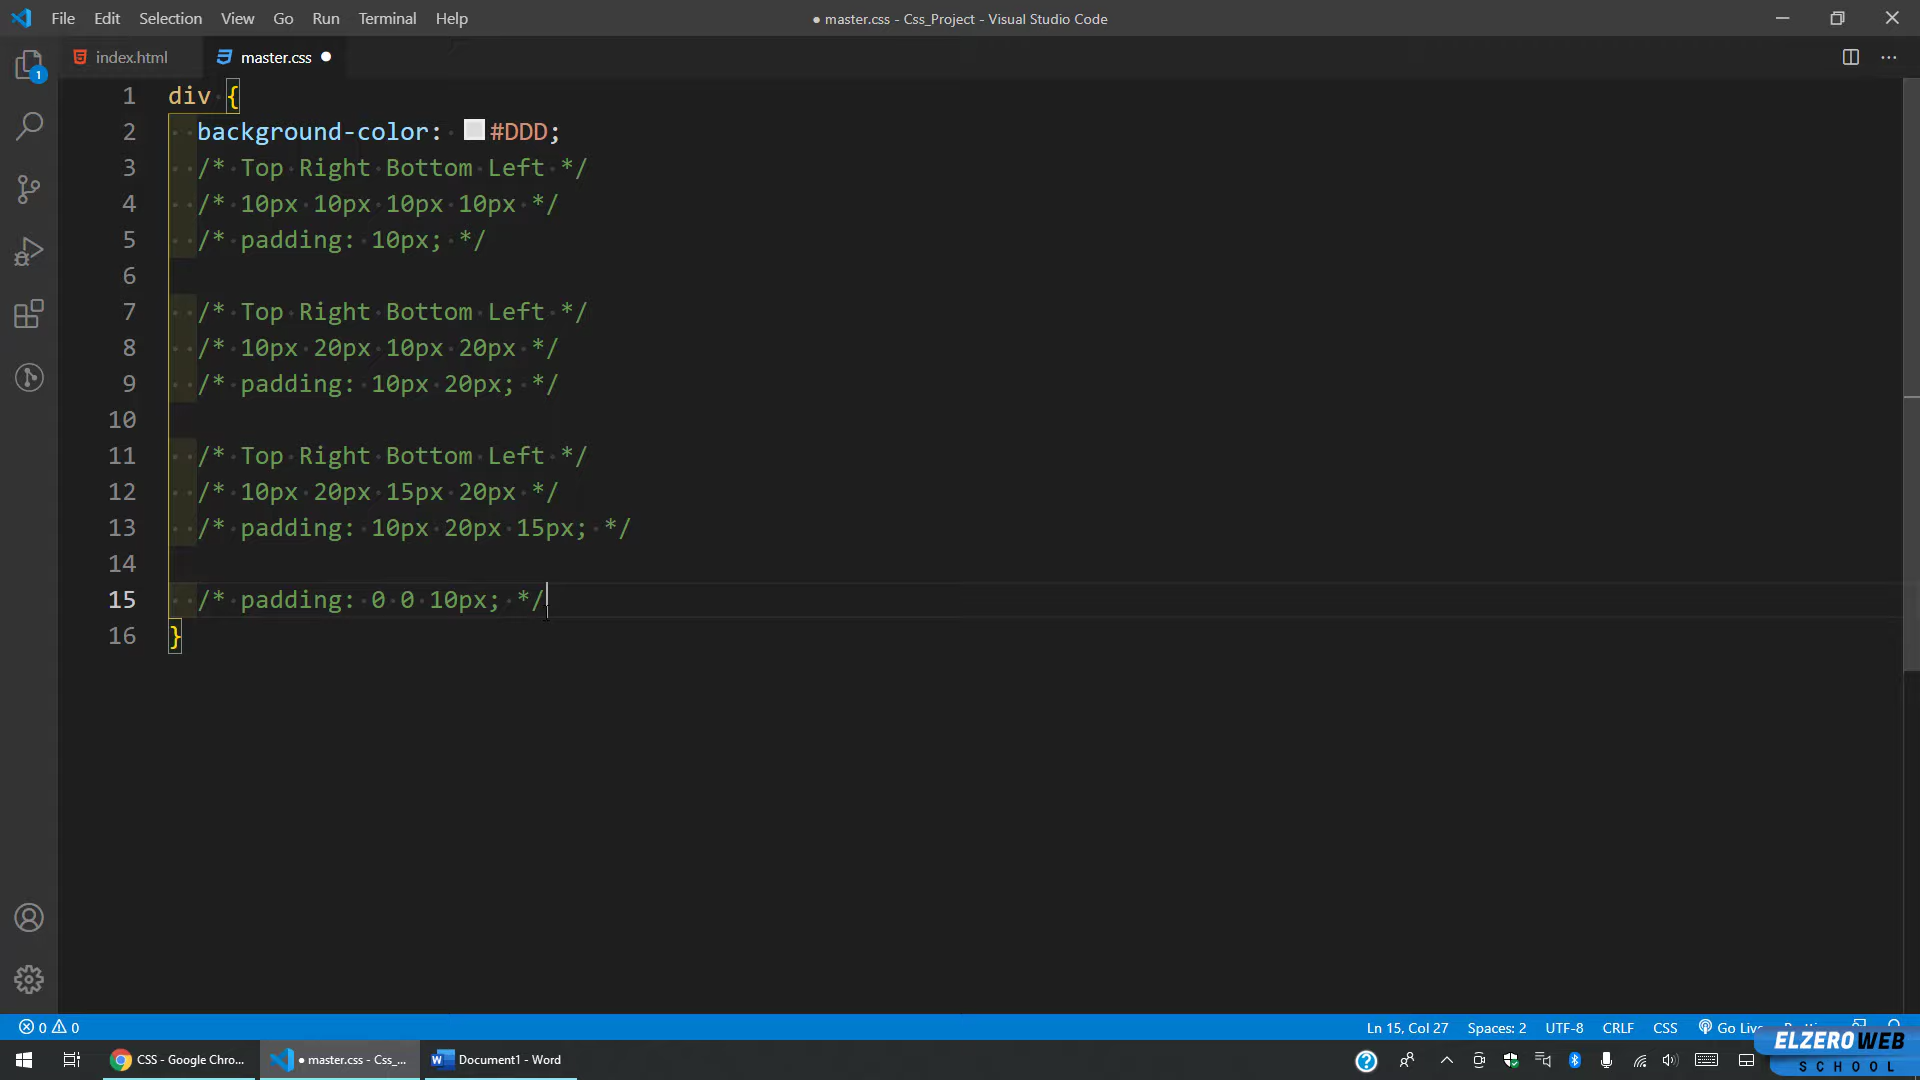 File Edit Selection View Go Run Terminal Help
● master.css - Css_Project - Visual Studio Code
1
index.html
master.css
1 div {
2 background-color: #DDD;
3 /* Top Right Bottom Left */
4 /* 10px 10px 10px 10px */
5 /* padding: 10px; */
6
7 /* Top Right Bottom Left */
8 /* 10px 20px 10px 20px */
9 /* padding: 10px 20px; */
10
11 /* Top Right Bottom Left */
12 /* 10px 20px 15px 20px */
13 /* padding: 10px 20px 15px; */
14
15 /* padding: 0 0 10px; */
16 }
0 0
Ln 15, Col 27 Spaces: 2 UTF-8 CRLF CSS Go Live
CSS - Google Chro...
● master.css - Css_...
Document1 - Word
ELZEROWEB
SCHOOL